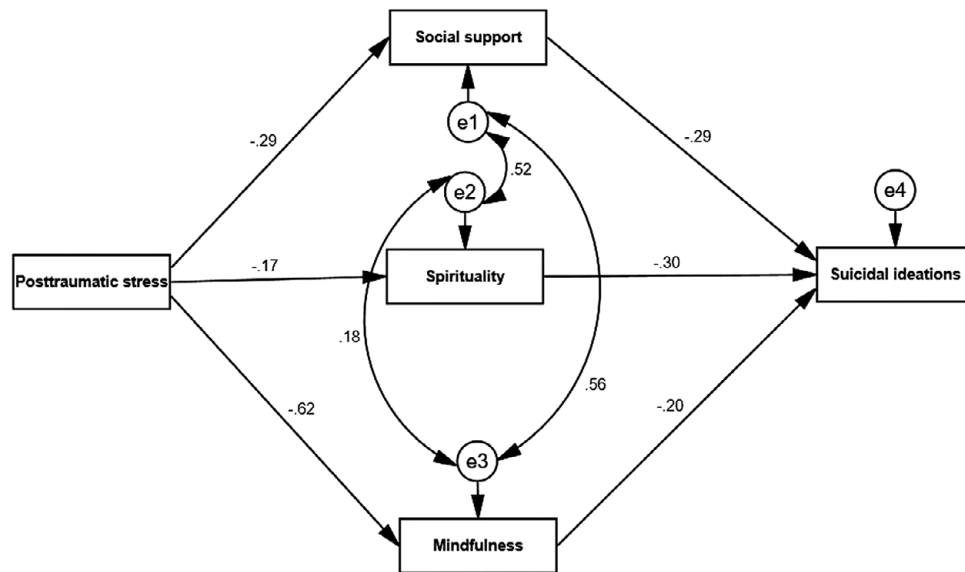 Social support
e1
-.29
-.29
.52
e2
e4
-.17
-.30
Posttraumatic stress
Spirituality
Suicidal ideations
.18
.56
-.62
-.20
e3
Mindfulness